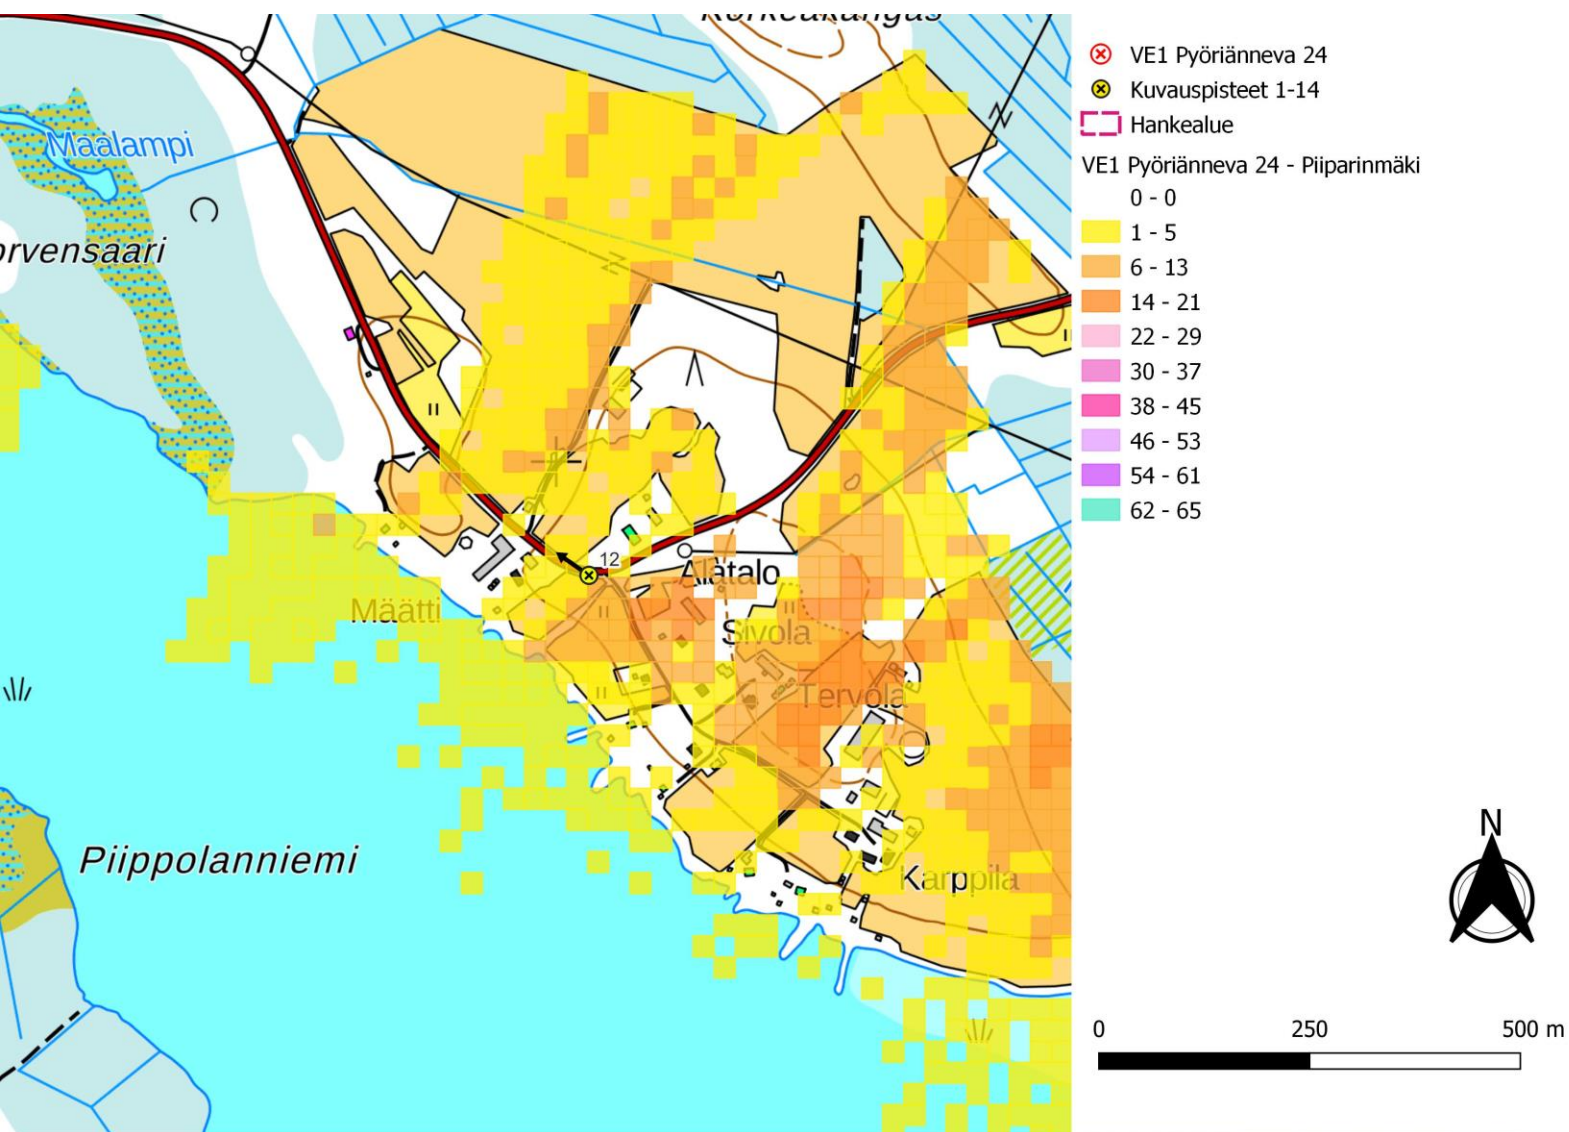 Korkeakangas
Maalampi
orvensaari
12
Alatalo
Määtti
Sivola
Tervola
Piippolanniemi
Karppila
VE1 Pyöriänneva 24
Kuvauspisteet 1-14
Hankealue
VE1 Pyöriänneva 24 - Piiparinmäki
0 - 0
1 - 5
6 - 13
14 - 21
22 - 29
30 - 37
38 - 45
46 - 53
54 - 61
62 - 65
N
0 250 500 m